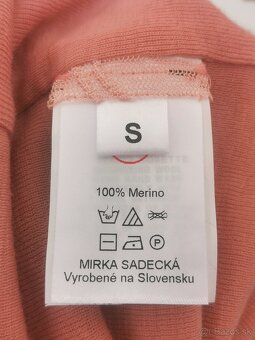 S
100% Merino
P
MIRKA SADECKÁ
Vyrobené na Slovensku